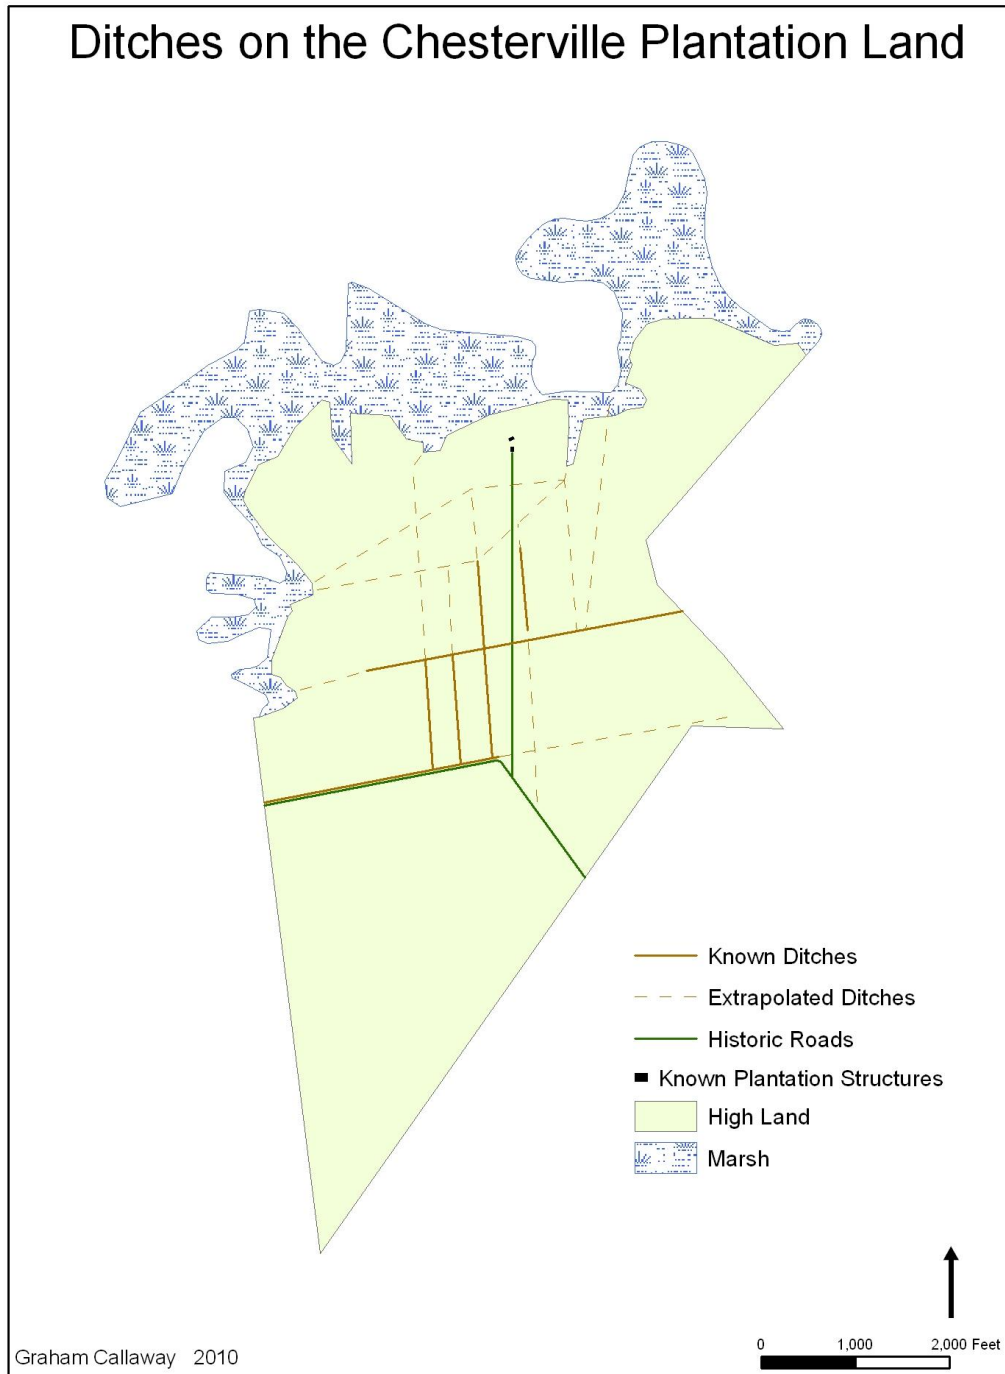 Ditches on the Chesterville Plantation Land
Known Ditches
Extrapolated Ditches
Historic Roads
Known Plantation Structures
High Land
Marsh
0 1,000 2,000 Feet
Graham Callaway 2010